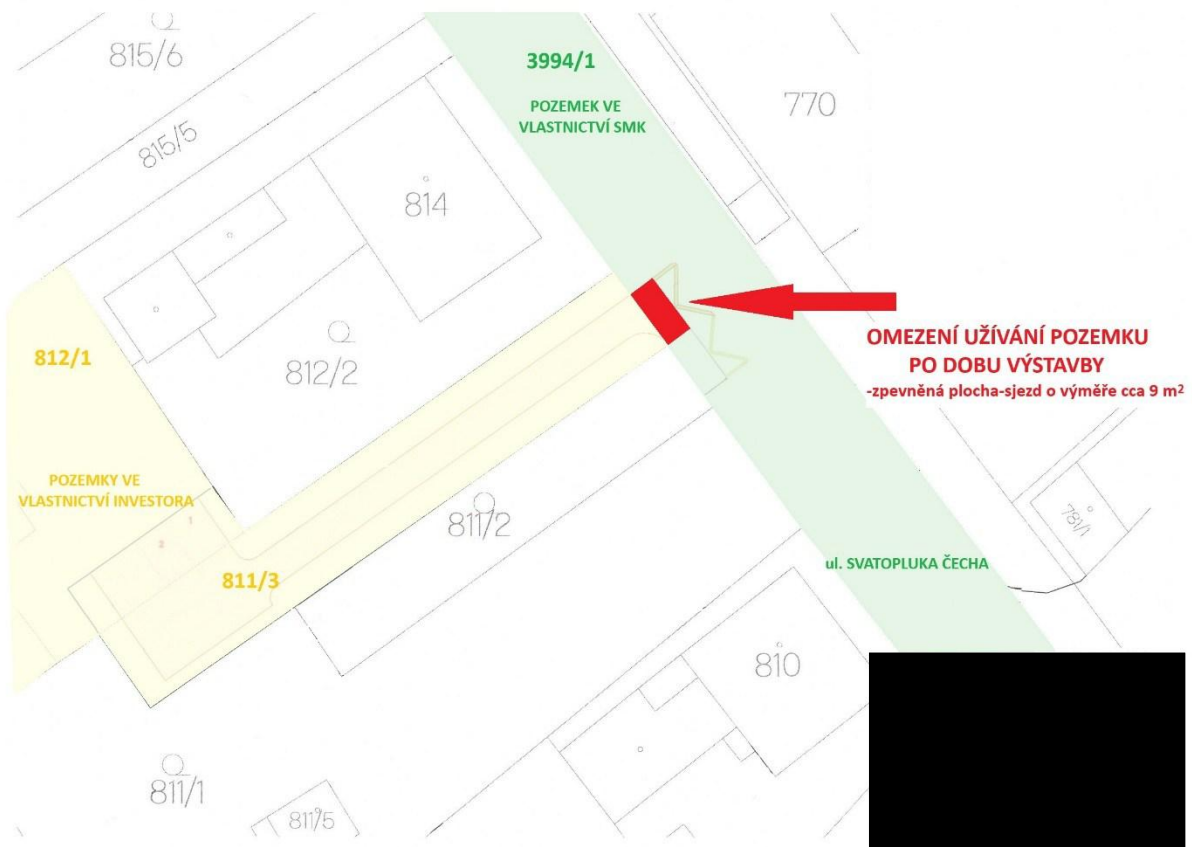 815/6
3994/1
POZEMEK VE
VLASTNICTVÍ SMK
770
815/5
814
812/1
812/2
OMEZENÍ UŽÍVÁNÍ POZEMKU
PO DOBU VÝSTAVBY
-zpevněná plocha-sjezd o výměře cca 9 m²
POZEMKY VE
VLASTNICTVÍ INVESTORA
1
2
811/2
781/1
811/3
ul. SVATOPLUKA ČECHA
810
811/1
811/5